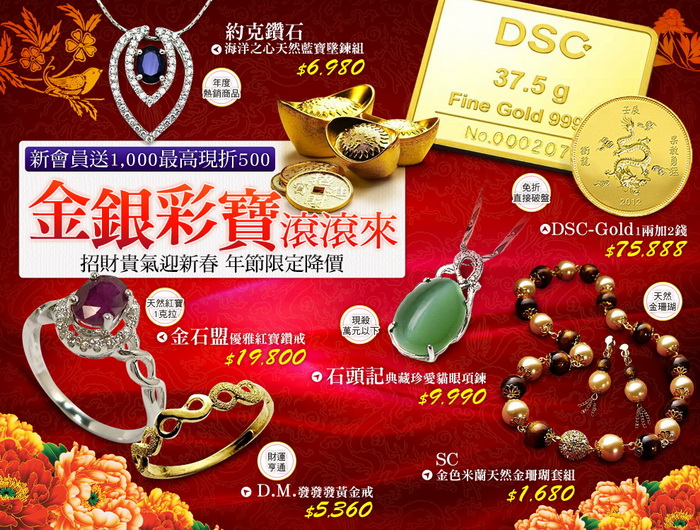 約克鑽石
海洋之心天然藍寶墜鍊組
$6.980
年度
熱銷商品
DSC
37.5 g
Fine Gold 999
No.000207
新會員送1,000最高現折500
金銀彩寶滾滾來
招財貴氣迎新春 年節限定降價
免折
直接破盤
壬辰
2012
DSC-Gold1兩加2錢
$75.888
天然紅寶
1克拉
金石盟優雅紅寶鑽戒
$19.800
現殺
萬元以下
石頭記典藏珍愛貓眼項鍊
$9.990
天然
金珊瑚
財運
亨通
D.M.發發發黃金戒
$5.360
SC
金色米蘭天然金珊瑚套組
$1.680